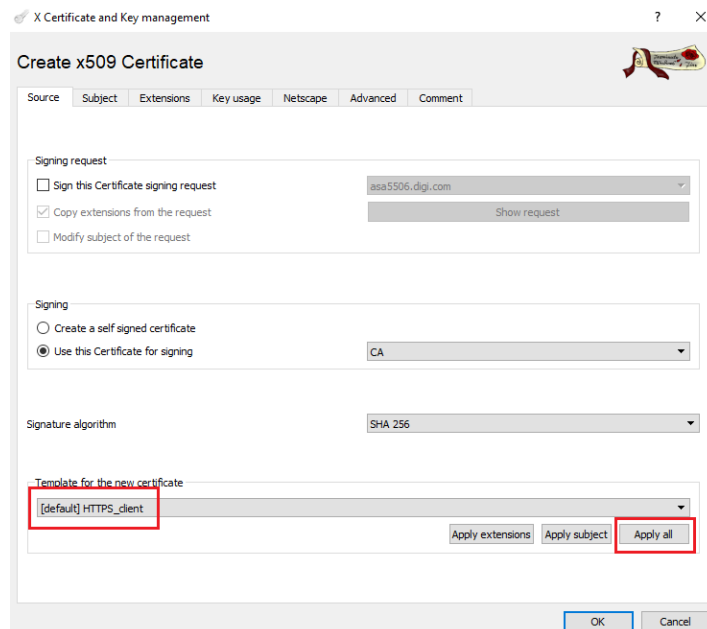 X Certificate and Key management
?
Create x509 Certificate
Source Subject Extensions Key usage Netscape Advanced Comment
Signing request
Sign this Certificate signing request asa5506.digi.com
Copy extensions from the request Show request
Modify subject of the request
Signing
Create a self signed certificate
Use this Certificate for signing CA
Signature algorithm SHA 256
Template for the new certificate
[default] HTTPS_client
Apply extensions Apply subject Apply all
OK Cancel